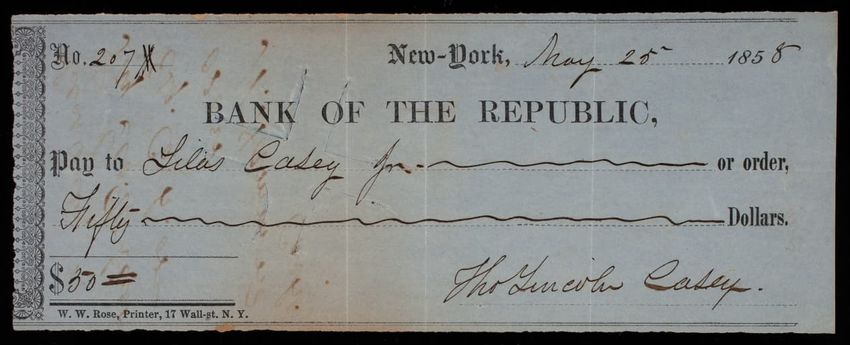 No. 207 New-York, May 25 1858
BANK OF THE REPUBLIC,
Pay to Silas Casey Jr. or order,
Fifty Dollars.
$50=
Tho Lincoln Casey.
W. W. Rose, Printer, 17 Wall-st. N. Y.